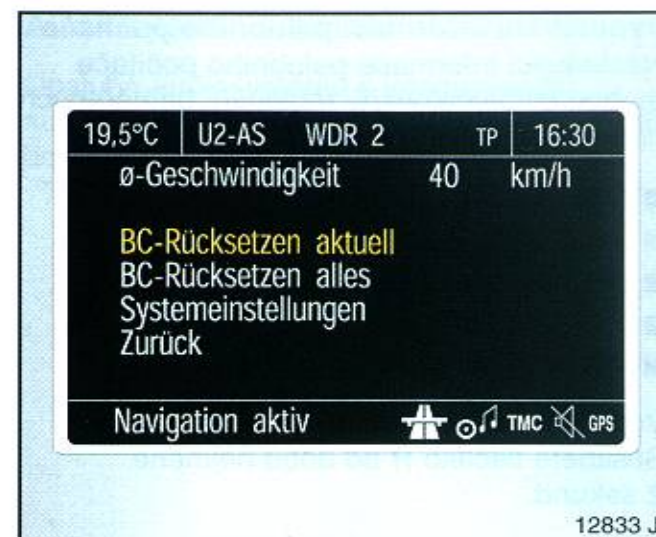 19,5°C U2-AS WDR 2 TP 16:30
ø-Geschwindigkeit 40 km/h
BC-Rücksetzen aktuell
BC-Rücksetzen alles
Systemeinstellungen
Zurück
Navigation aktiv TMC GPS
12833 J